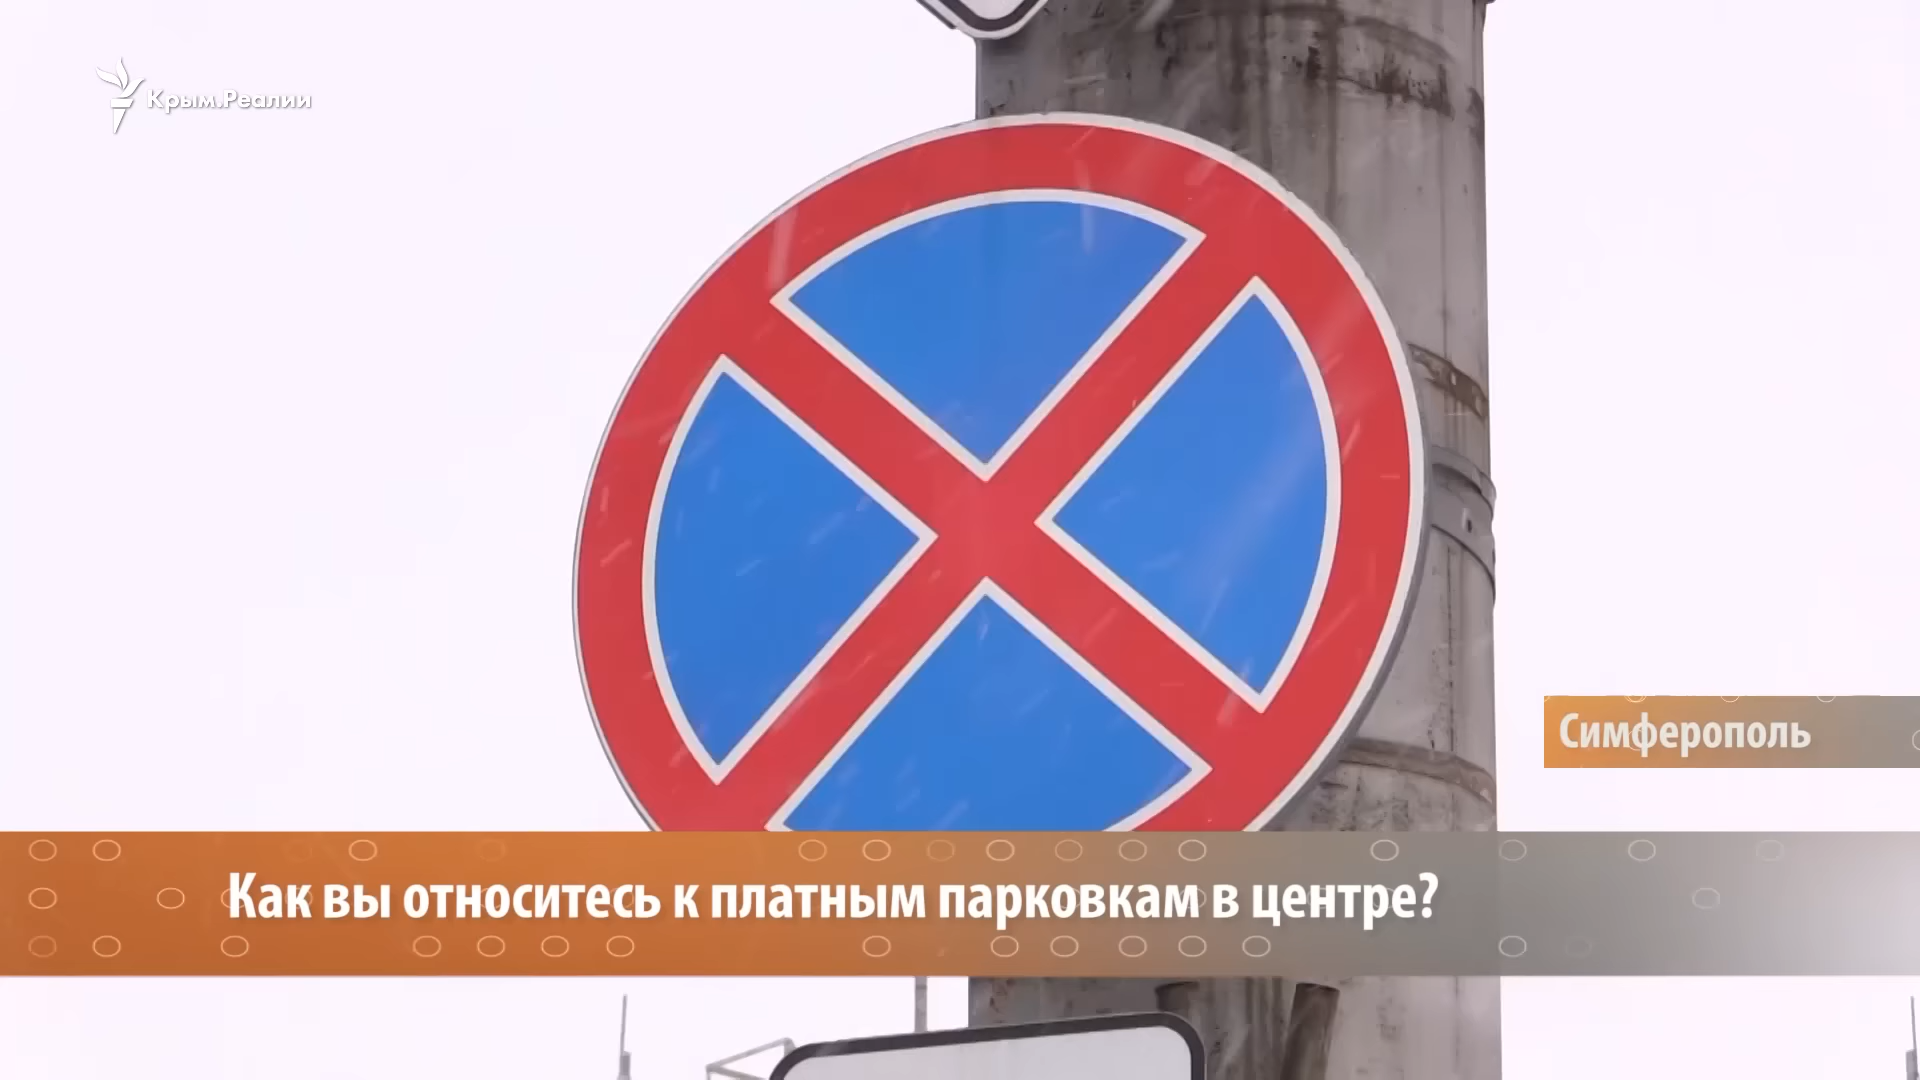 Крым.Реалии
Симферополь
Как вы относитесь к платным парковкам в центре?